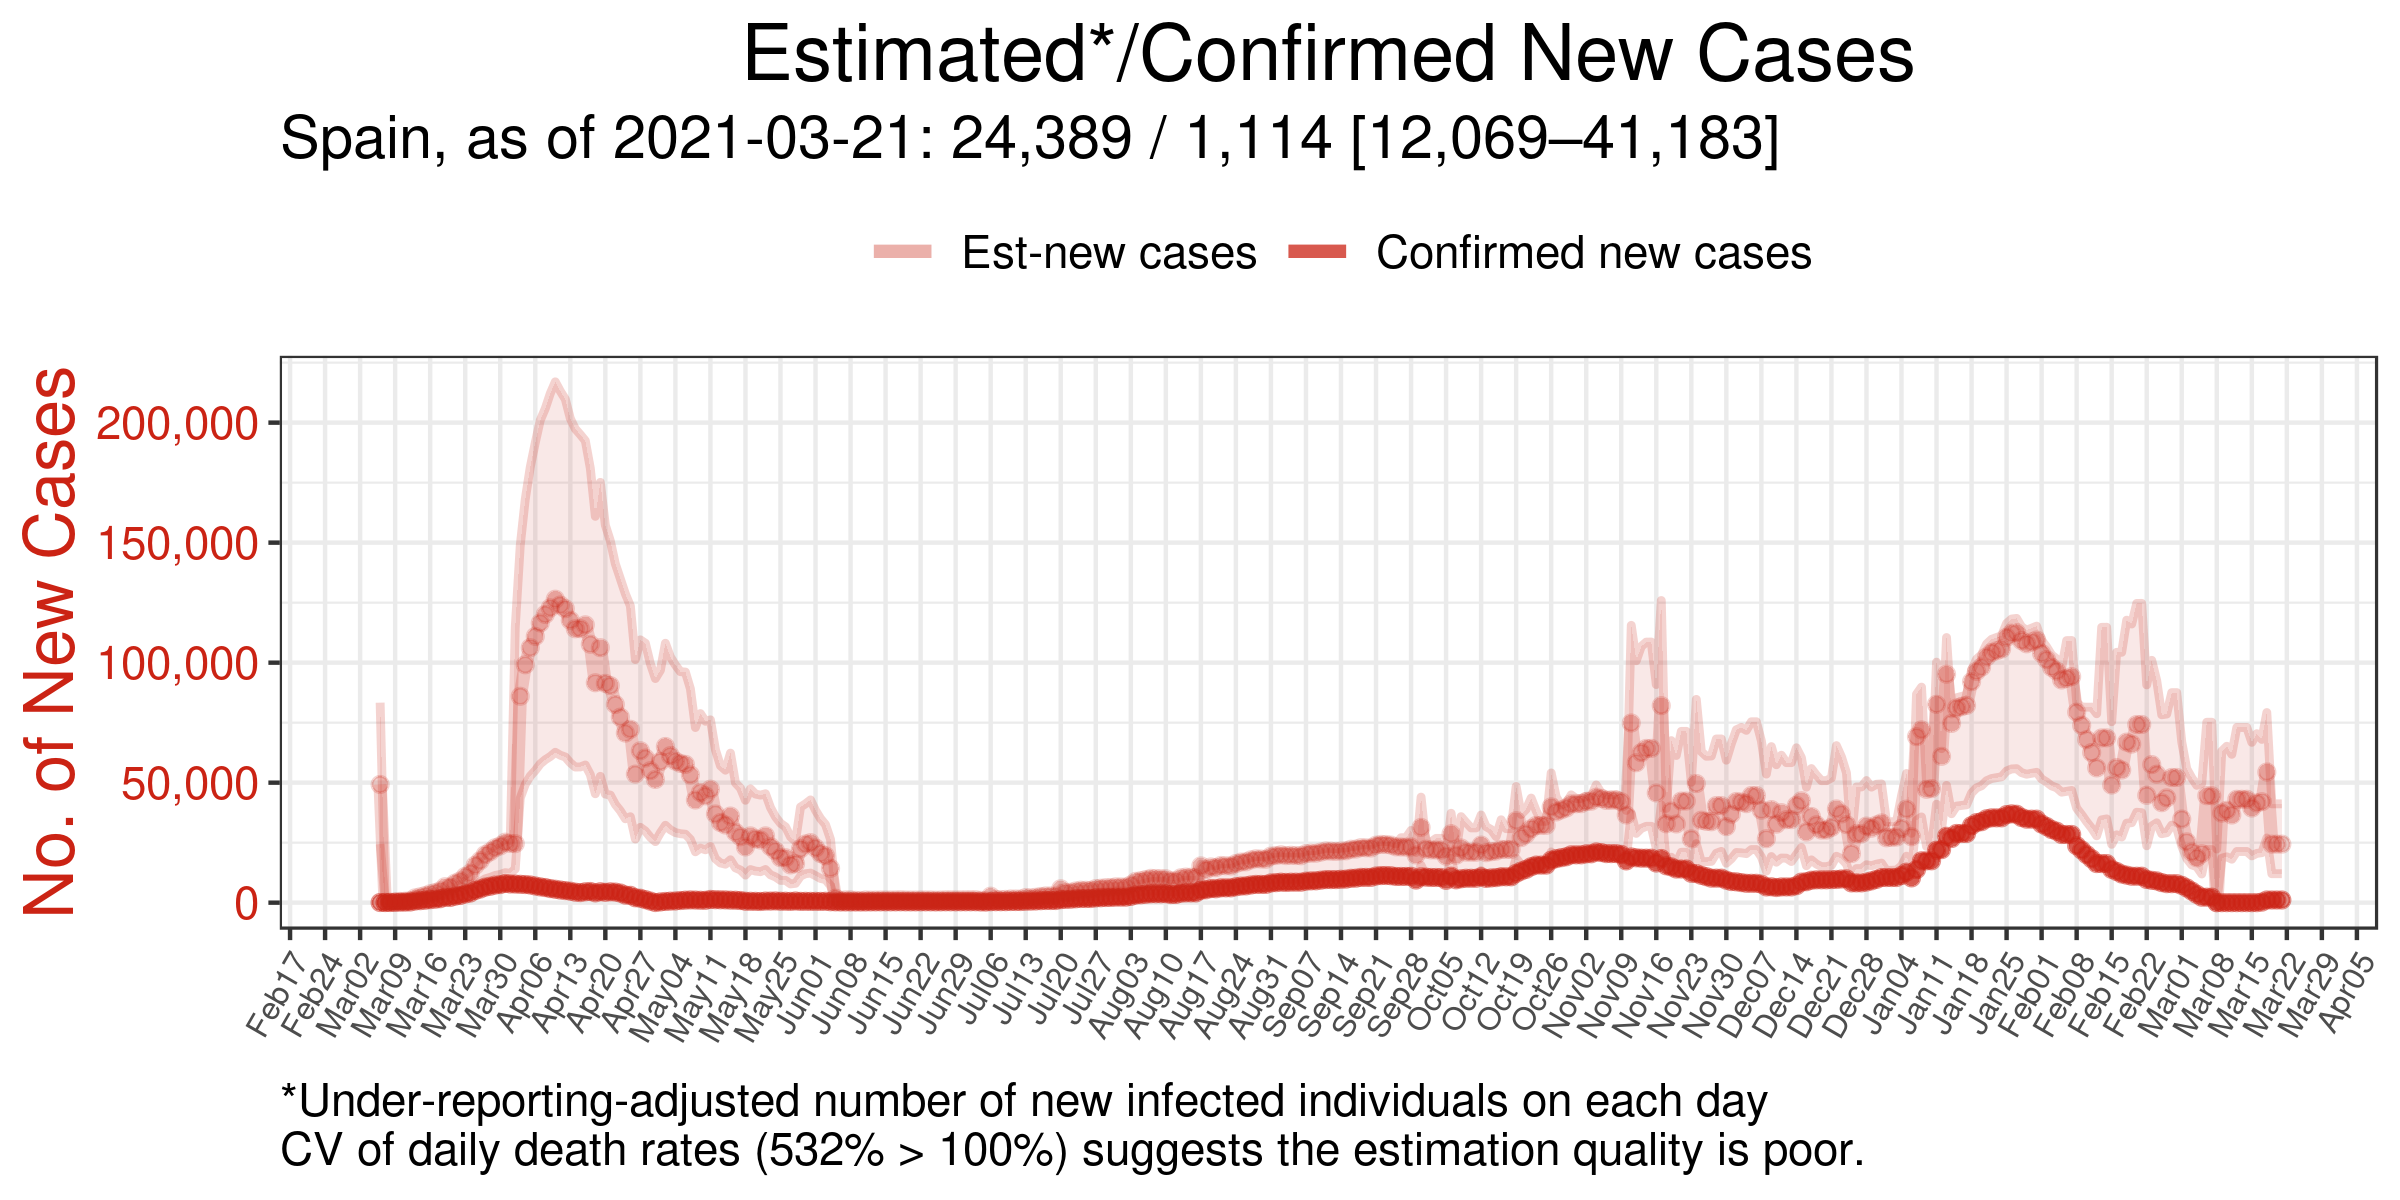 Estimated*/Confirmed New Cases
Spain, as of 2021-03-21: 24,389 / 1,114 [12,069–41,183]
Est-new cases
Confirmed new cases
No. of New Cases
200,000
150,000
100,000
50,000
0
Feb17
Feb24
Mar02
Mar09
Mar16
Mar23
Mar30
Apr06
Apr13
Apr20
Apr27
May04
May11
May18
May25
Jun01
Jun08
Jun15
Jun22
Jun29
Jul06
Jul13
Jul20
Jul27
Aug03
Aug10
Aug17
Aug24
Aug31
Sep07
Sep14
Sep21
Sep28
Oct05
Oct12
Oct19
Oct26
Nov02
Nov09
Nov16
Nov23
Nov30
Dec07
Dec14
Dec21
Dec28
Jan04
Jan11
Jan18
Jan25
Feb01
Feb08
Feb15
Feb22
Mar01
Mar08
Mar15
Mar22
Mar29
Apr05
*Under-reporting-adjusted number of new infected individuals on each day
CV of daily death rates (532% > 100%) suggests the estimation quality is poor.